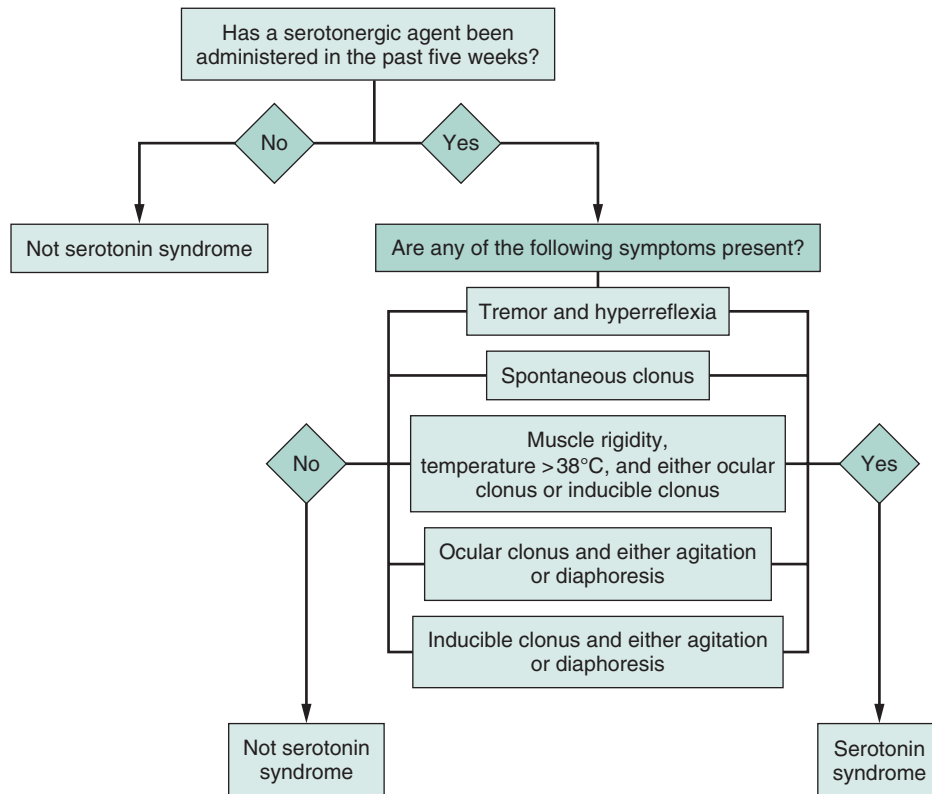 Has a serotonergic agent been
administered in the past five weeks?
No
Yes
Not serotonin syndrome
Are any of the following symptoms present?
Tremor and hyperreflexia
Spontaneous clonus
Muscle rigidity,
temperature >38°C, and either ocular
clonus or inducible clonus
No
Yes
Ocular clonus and either agitation
or diaphoresis
Inducible clonus and either agitation
or diaphoresis
Not serotonin
syndrome
Serotonin
syndrome